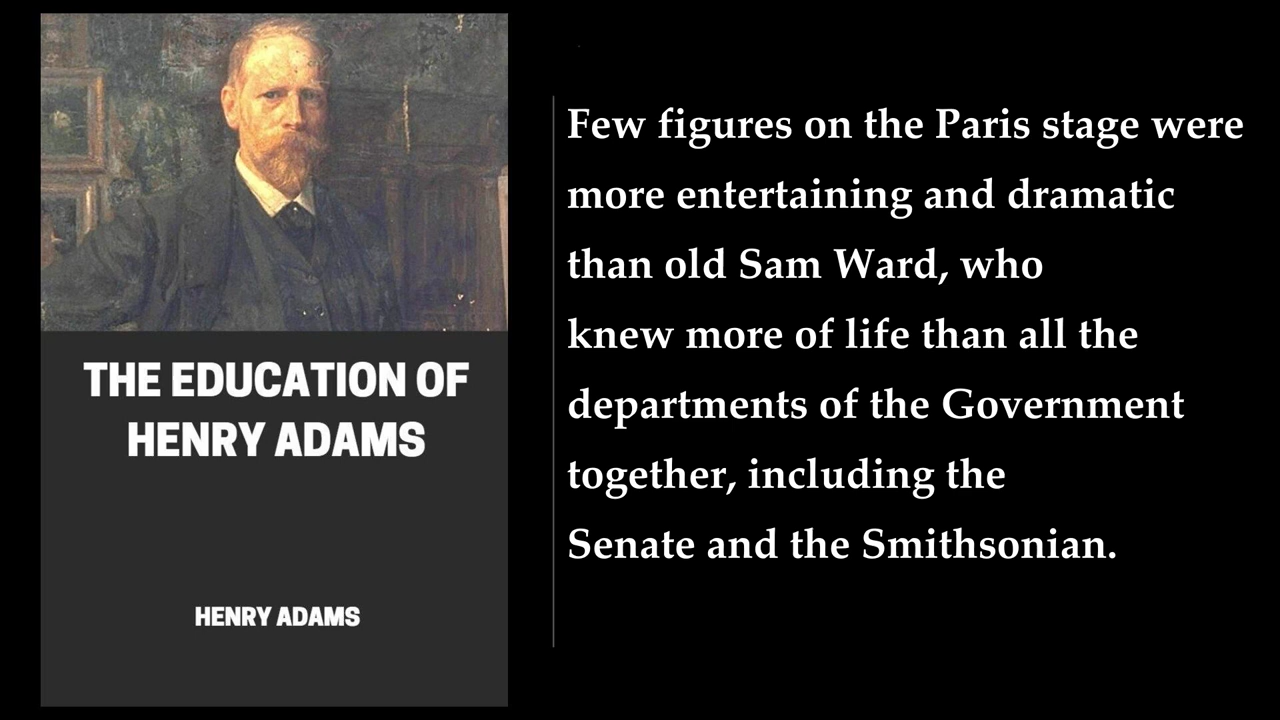 THE EDUCATION OF
HENRY ADAMS
HENRY ADAMS
Few figures on the Paris stage were
more entertaining and dramatic
than old Sam Ward, who
knew more of life than all the
departments of the Government
together, including the
Senate and the Smithsonian.